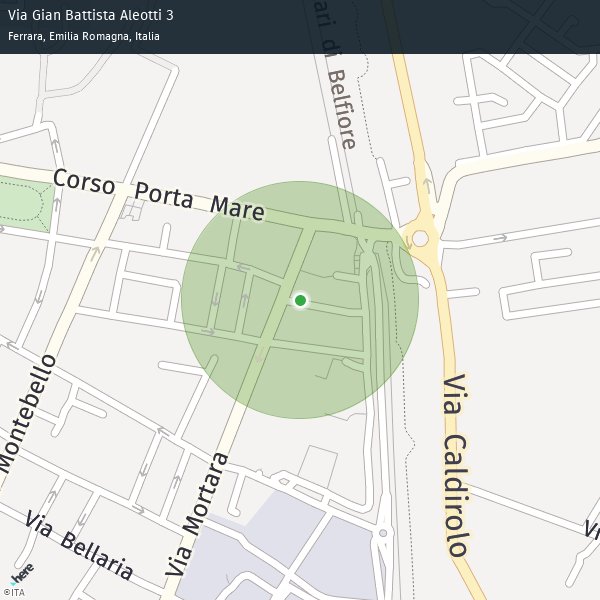 Via Gian Battista Aleotti 3
Ferrara, Emilia Romagna, Italia
ari di Belfiore
Corso Porta Mare
Montebello
Via Mortara
Via Caldirolo
Via Bellaria
Vi
here
©ITA